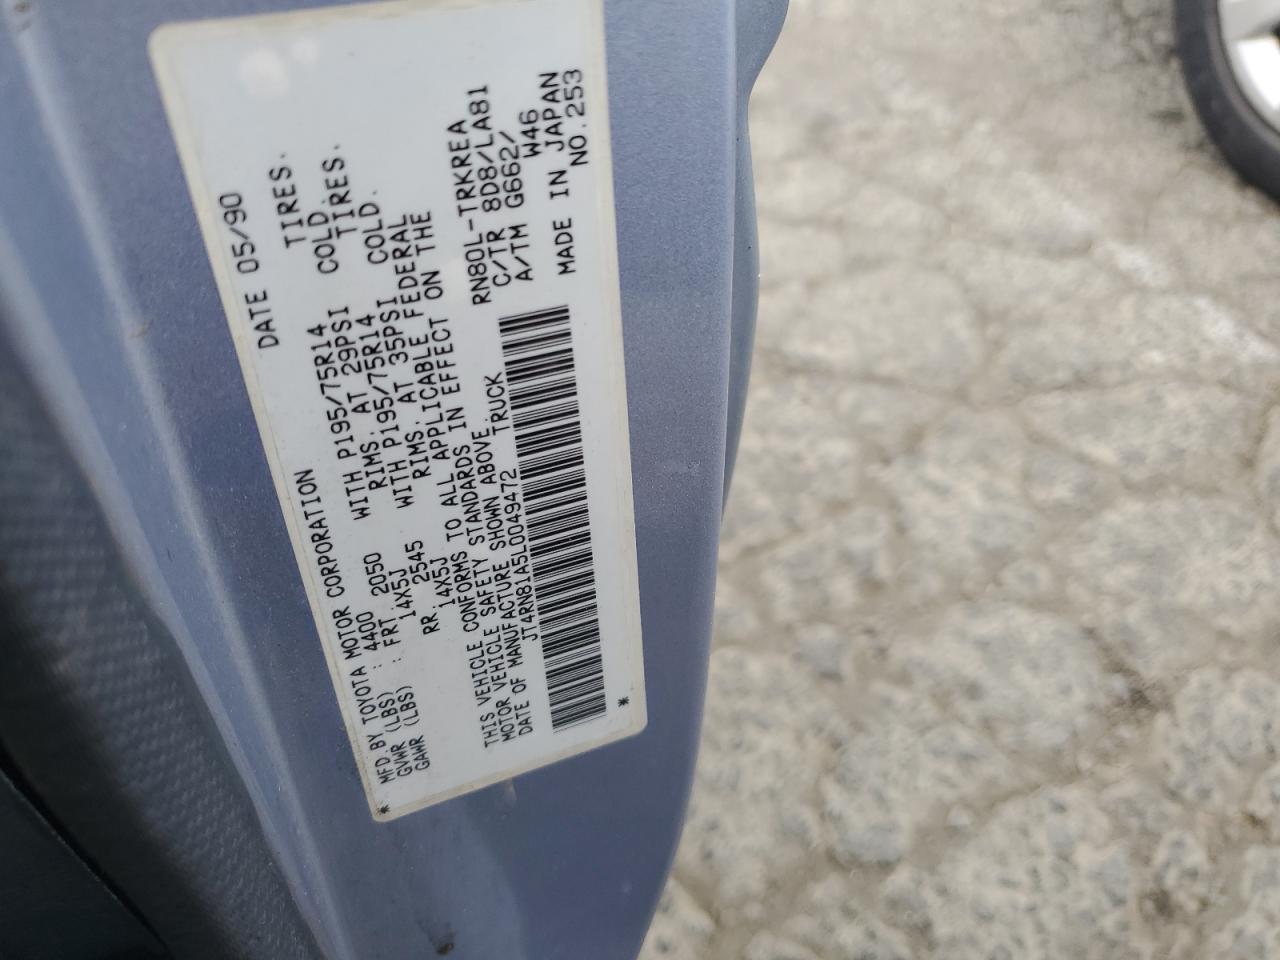 * MFD BY TOYOTA MOTOR CORPORATION DATE 05/90
GVWR (LBS) : 4400 WITH P195/75R14 TIRES.
GAWR (LBS) : FRT. 2050 RIMS. AT 29PSI COLD.
14X5J WITH P195/75R14 TIRES.
RR. 2545 RIMS. AT 35PSI COLD.
14X5J
THIS VEHICLE CONFORMS TO ALL APPLICABLE FEDERAL
MOTOR VEHICLE SAFETY STANDARDS IN EFFECT ON THE
DATE OF MANUFACTURE SHOWN ABOVE.
JT4RN81A5L0049472 TRUCK RN80L-TRKREA
C/TR 8D8/LA81
A/TM G662/
W46
MADE IN JAPAN
* NO.253